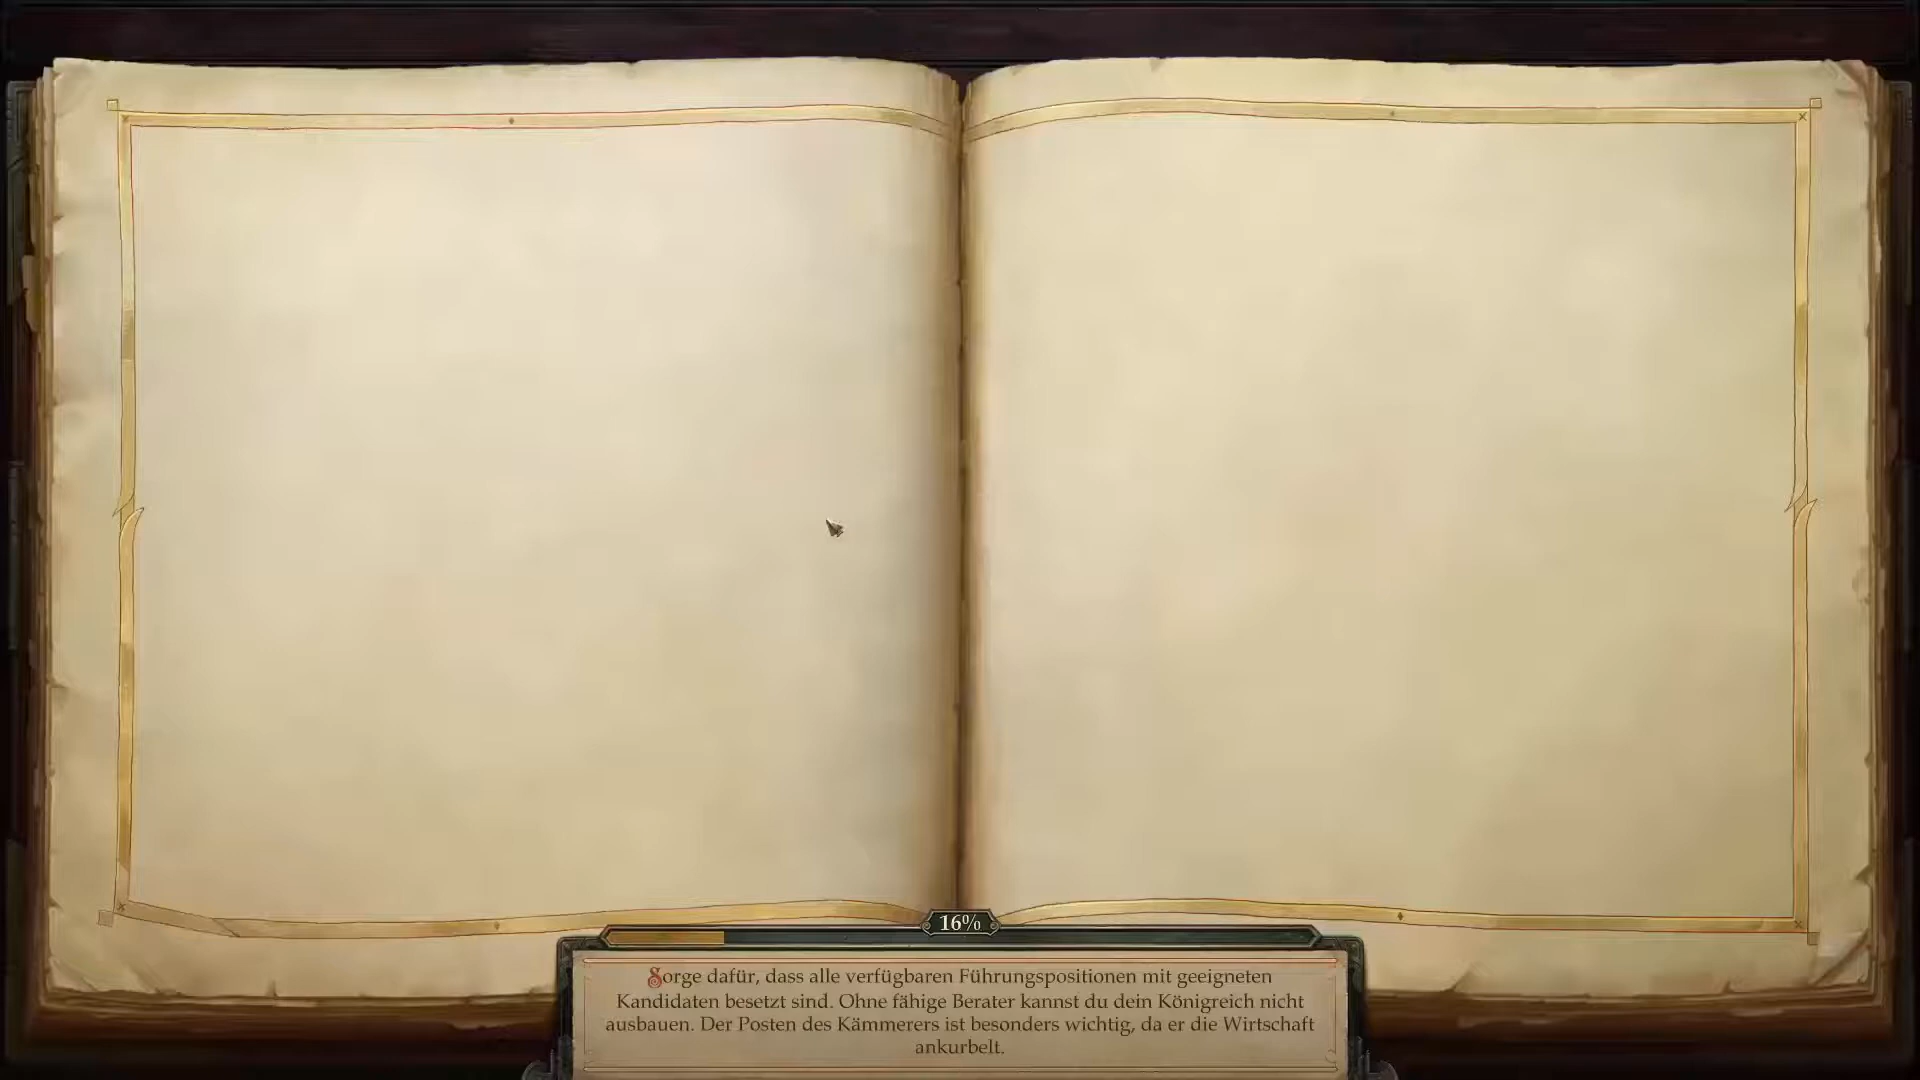 16%
Sorge dafür, dass alle verfügbaren Führungspositionen mit geeigneten
Kandidaten besetzt sind. Ohne fähige Berater kannst du dein Königreich nicht
ausbauen. Der Posten des Kämmerers ist besonders wichtig, da er die Wirtschaft
ankurbelt.